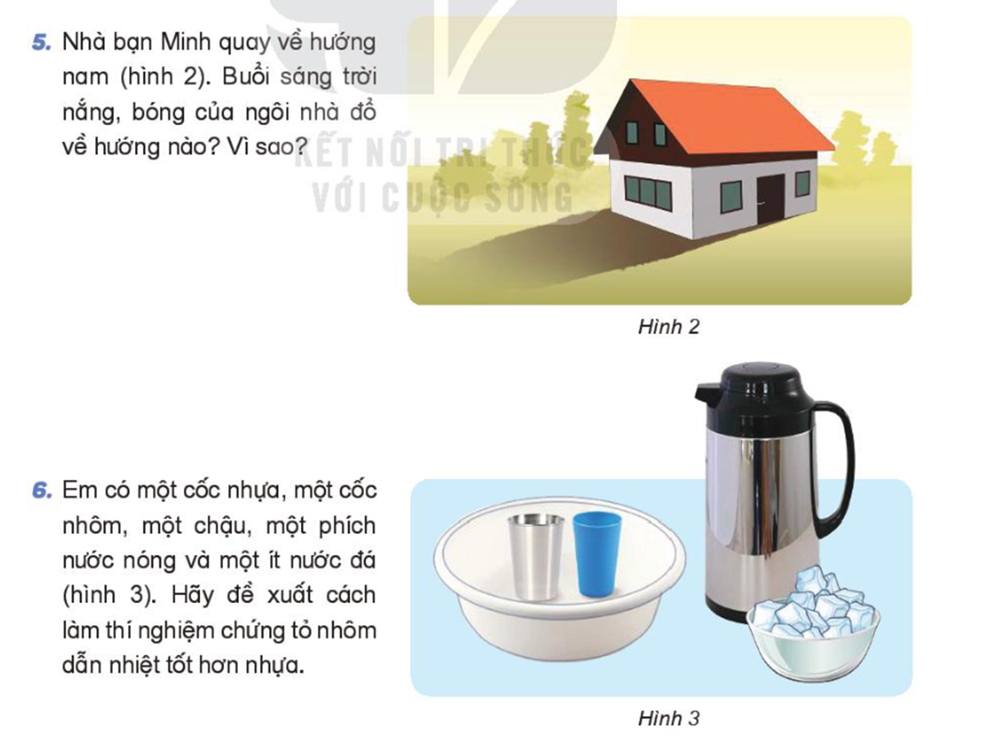 5. Nhà bạn Minh quay về hướng
nam (hình 2). Buổi sáng trời
nắng, bóng của ngôi nhà đổ
về hướng nào? Vì sao?
KẾT NỐI TRI THỨC
VỚI CUỘC SỐNG
Hình 2
6. Em có một cốc nhựa, một cốc
nhôm, một chậu, một phích
nước nóng và một ít nước đá
(hình 3). Hãy đề xuất cách
làm thí nghiệm chứng tỏ nhôm
dẫn nhiệt tốt hơn nhựa.
Hình 3